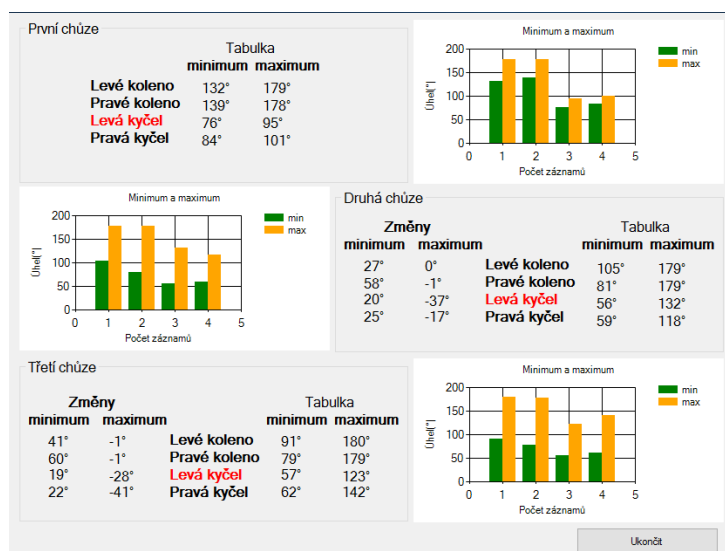 První chůze
Tabulka
minimum maximum
Levé koleno 132° 179°
Pravé koleno 139° 178°
Levá kyčel 76° 95°
Pravá kyčel 84° 101°
Minimum a maximum
200
150
100
50
0
Úhel[°]
0 1 2 3 4 5
Počet záznamů
min
max
Minimum a maximum
200
150
100
50
0
Úhel[°]
0 1 2 3 4 5
Počet záznamů
min
max
Druhá chůze
Změny Tabulka
minimum maximum minimum maximum
27° 0° Levé koleno 105° 179°
58° -1° Pravé koleno 81° 179°
20° -37° Levá kyčel 56° 132°
25° -17° Pravá kyčel 59° 118°
Třetí chůze
Změny Tabulka
minimum maximum minimum maximum
41° -1° Levé koleno 91° 180°
60° -1° Pravé koleno 79° 179°
19° -28° Levá kyčel 57° 123°
22° -41° Pravá kyčel 62° 142°
Minimum a maximum
200
150
100
50
0
Úhel[°]
0 1 2 3 4 5
Počet záznamů
min
max
Ukončit